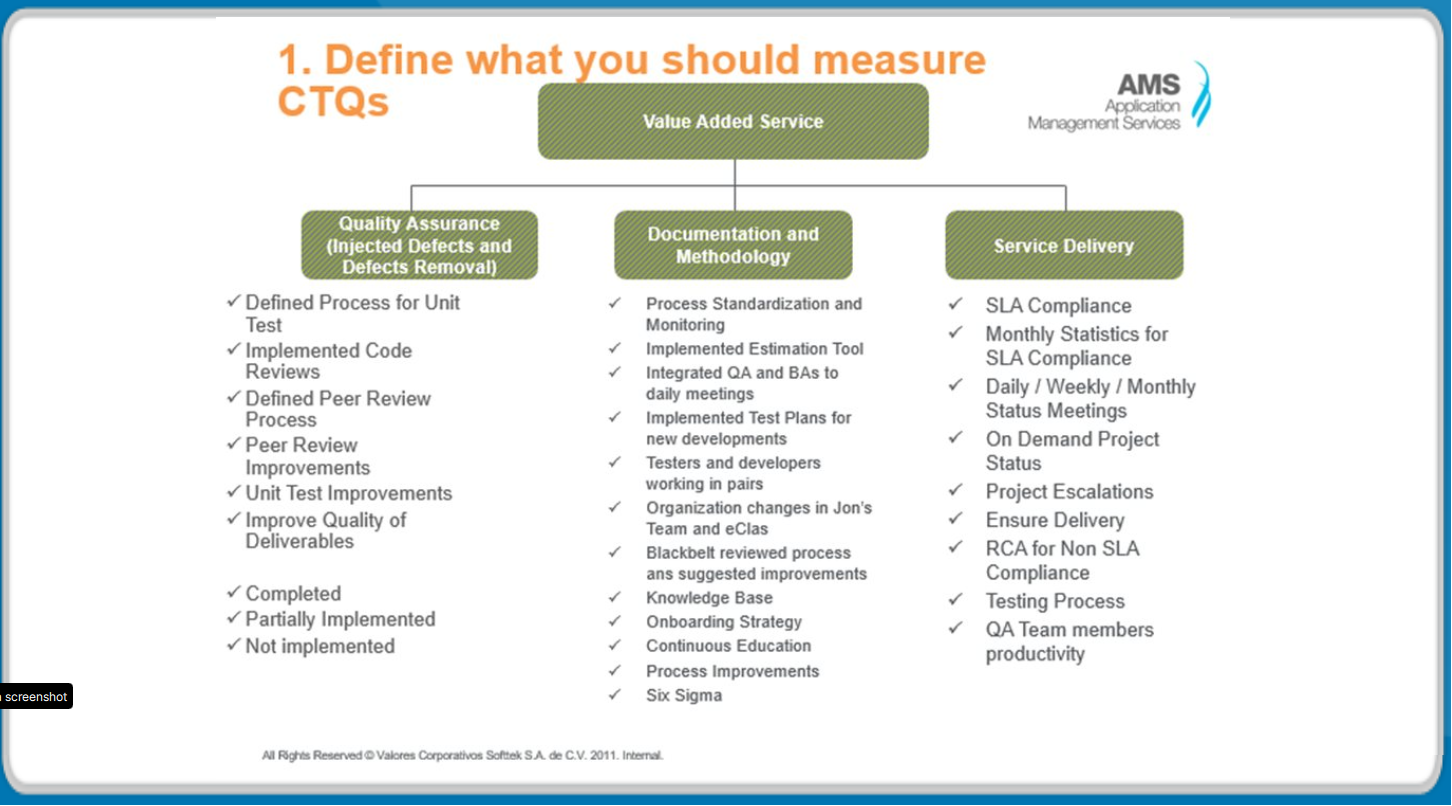 1. Define what you should measure
CTQs
AMS
Application
Management Services
Value Added Service
Quality Assurance
(Injected Defects and
Defects Removal)
Defined Process for Unit
Test
Implemented Code
Reviews
Defined Peer Review
Process
Peer Review
Improvements
Unit Test Improvements
Improve Quality of
Deliverables
Completed
Partially Implemented
Not implemented
Documentation and
Methodology
Process Standardization and
Monitoring
Implemented Estimation Tool
Integrated QA and BAs to
daily meetings
Implemented Test Plans for
new developments
Testers and developers
working in pairs
Organization changes in Jon's
Team and eClas
Blackbelt reviewed process
ans suggested improvements
Knowledge Base
Onboarding Strategy
Continuous Education
Process Improvements
Six Sigma
Service Delivery
SLA Compliance
Monthly Statistics for
SLA Compliance
Daily / Weekly / Monthly
Status Meetings
On Demand Project
Status
Project Escalations
Ensure Delivery
RCA for Non SLA
Compliance
Testing Process
QA Team members
productivity
screenshot
All Rights Reserved © Valores Corporativos Softtek S.A. de C.V. 2011. Internal.